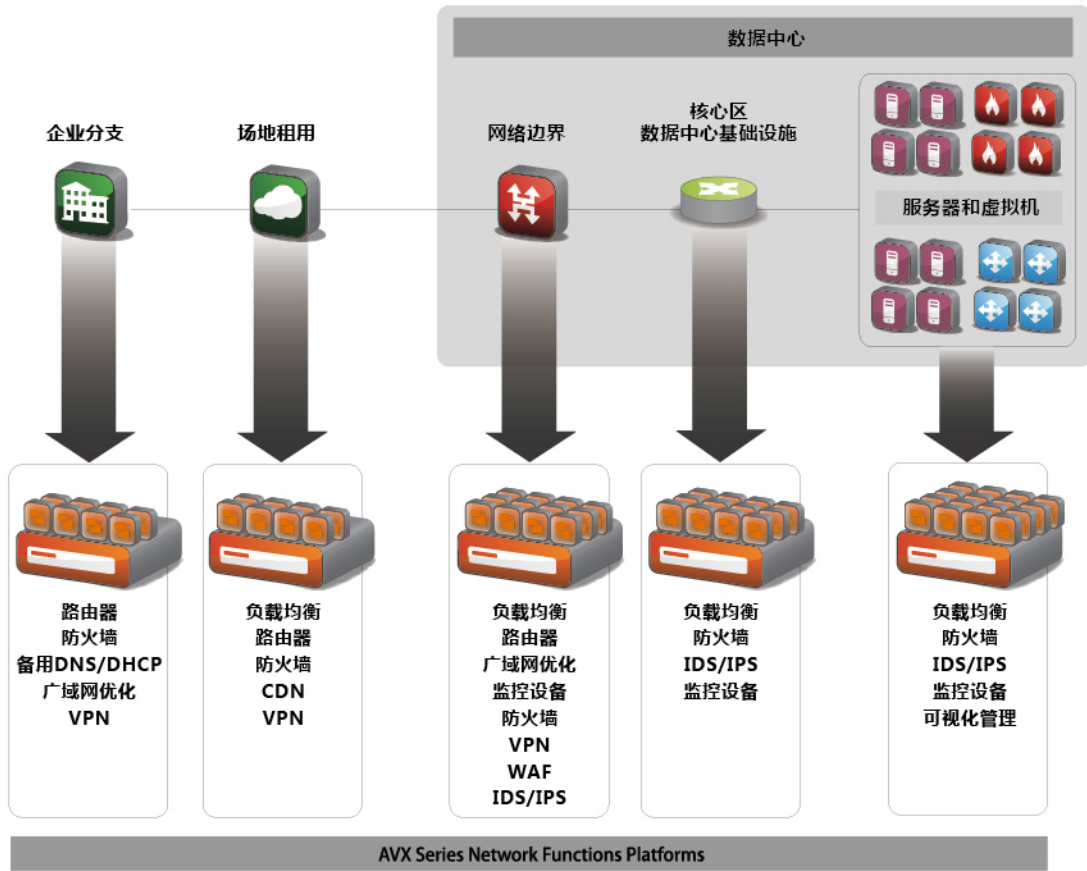 数据中心
企业分支
场地租用
网络边界
核心区
数据中心基础设施
服务器和虚拟机
路由器
防火墙
备用DNS/DHCP
广域网优化
VPN
负载均衡
路由器
防火墙
CDN
VPN
负载均衡
路由器
广域网优化
监控设备
防火墙
VPN
WAF
IDS/IPS
负载均衡
防火墙
IDS/IPS
监控设备
负载均衡
防火墙
IDS/IPS
监控设备
可视化管理
AVX Series Network Functions Platforms